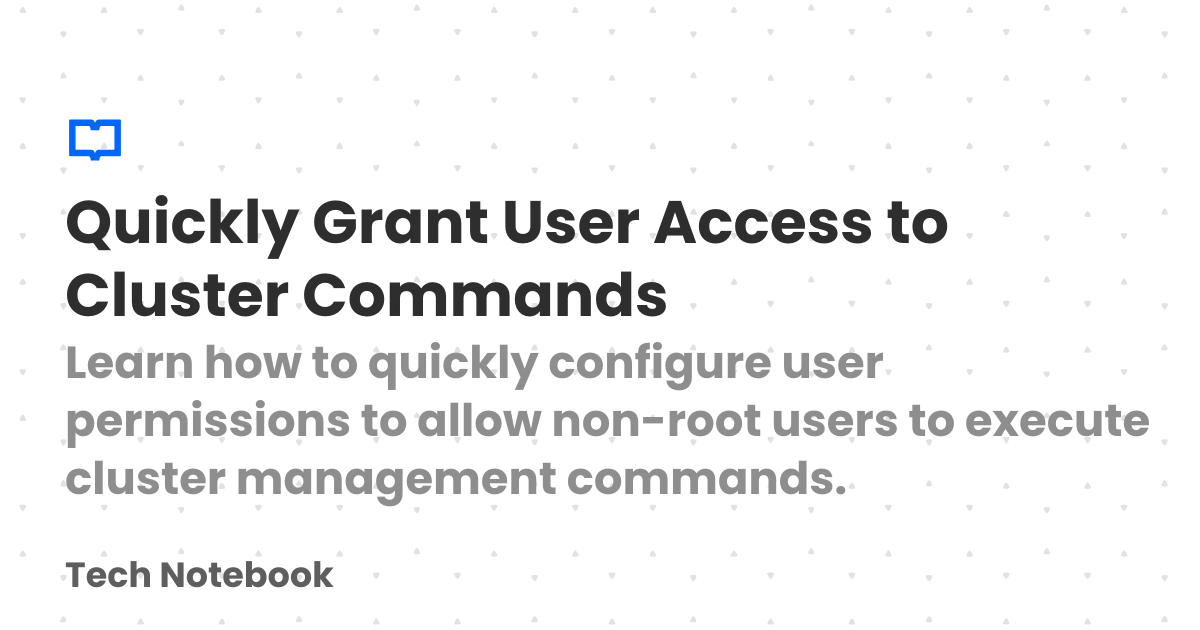 Quickly Grant User Access to
Cluster Commands
Learn how to quickly configure user
permissions to allow non-root users to execute
cluster management commands.
Tech Notebook